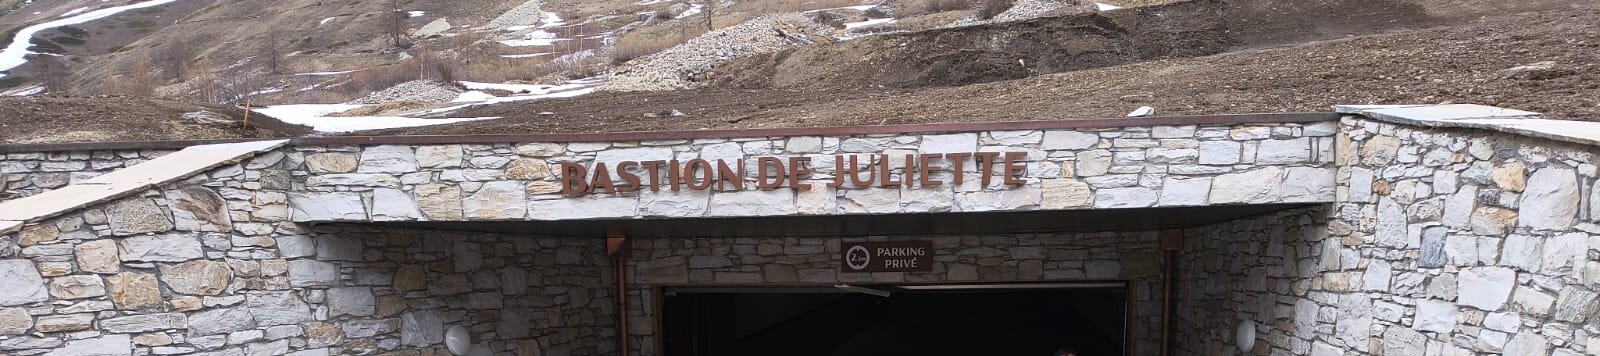 BASTION DE JULIETTE
PARKING
PRIVÉ